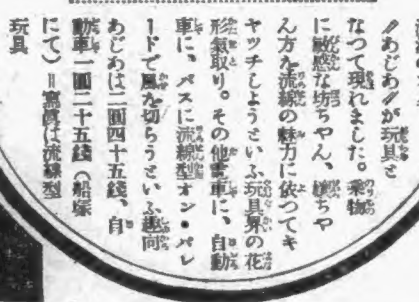 〃あじあ〃が玩具と
なつて現れました。乗物
に敏感な坊ちやん、嬢ちや
ん方を流線の魅力に依つてキ
ヤツチしようといふ玩具界の花
形気取り。その他電車に、自動
車に、バスに流線型オン・パレ
ードで風を切らうといふ趣向
あじあは二圓四十五銭、自
動車一圓二十五銭（船塚
にて）＝寫眞は流線型
玩具